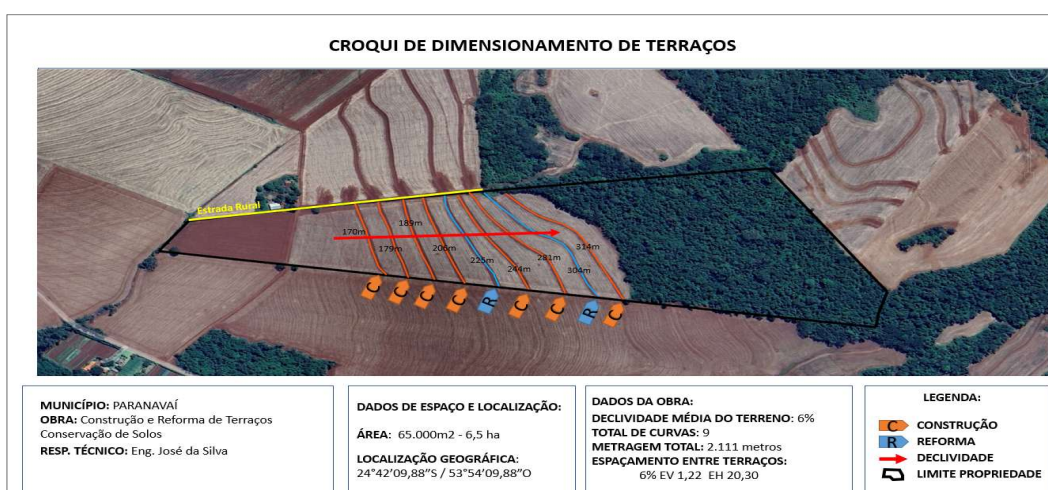 CROQUI DE DIMENSIONAMENTO DE TERRAÇOS
Estrada Rural
170m
189m
179m
206m
225m
244m
281m
304m
314m
C
C
C
C
R
C
C
R
C
MUNICÍPIO: PARANAVAÍ
OBRA: Construção e Reforma de Terraços
Conservação de Solos
RESP. TÉCNICO: Eng. José da Silva
DADOS DE ESPAÇO E LOCALIZAÇÃO:
ÁREA: 65.000m2 - 6,5 ha
LOCALIZAÇÃO GEOGRÁFICA:
24°42'09,88”S / 53°54’09,88”O
DADOS DA OBRA:
DECLIVIDADE MÉDIA DO TERRENO: 6%
TOTAL DE CURVAS: 9
METRAGEM TOTAL: 2.111 metros
ESPAÇAMENTO ENTRE TERRAÇOS:
6% EV 1,22 EH 20,30
LEGENDA:
C CONSTRUÇÃO
R REFORMA
DECLIVIDADE
LIMITE PROPRIEDADE